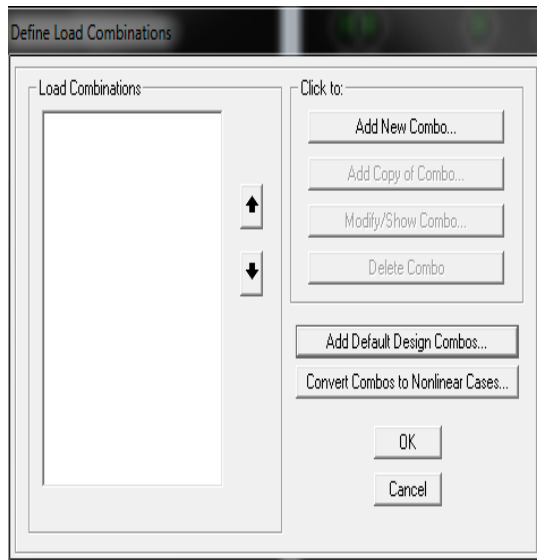 Define Load Combinations
Load Combinations
Click to:
Add New Combo...
Add Copy of Combo...
Modify/Show Combo...
Delete Combo
Add Default Design Combos...
Convert Combos to Nonlinear Cases...
OK
Cancel